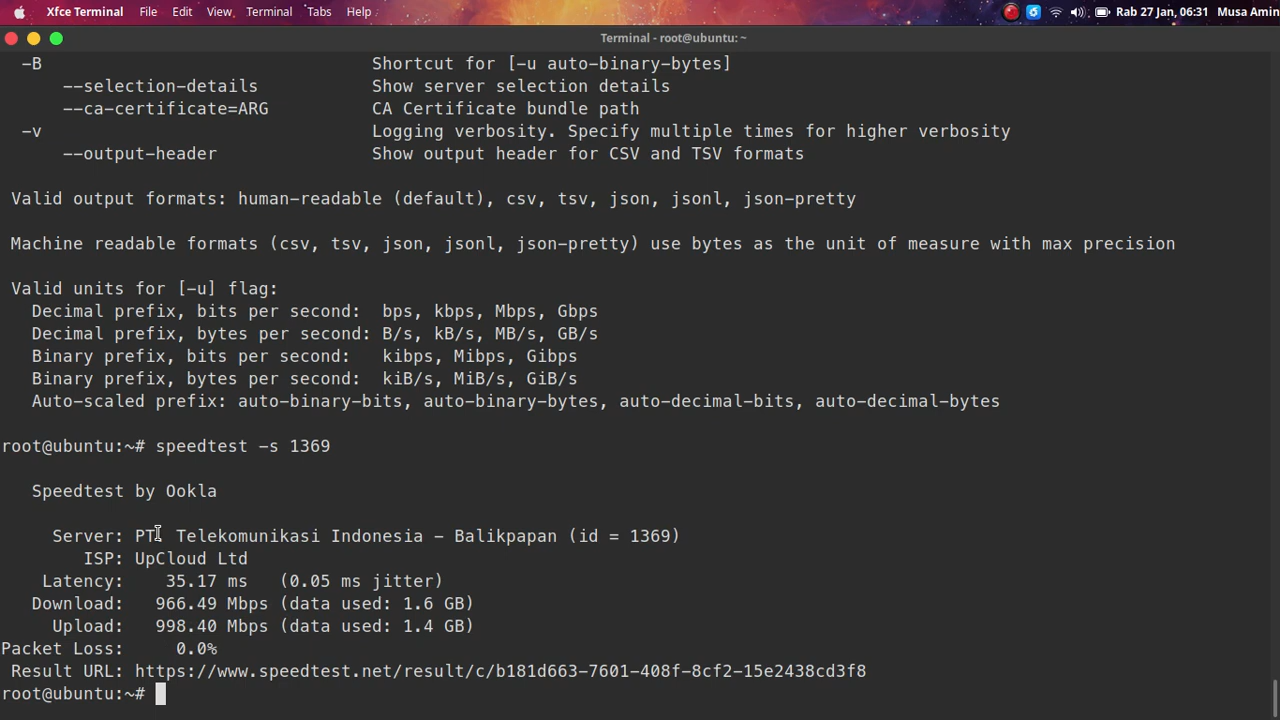 Xfce Terminal File Edit View Terminal Tabs Help Rab 27 Jan, 06:31 Musa Amin
Terminal - root@ubuntu: ~
-B Shortcut for [-u auto-binary-bytes]
--selection-details Show server selection details
--ca-certificate=ARG CA Certificate bundle path
-v Logging verbosity. Specify multiple times for higher verbosity
--output-header Show output header for CSV and TSV formats
Valid output formats: human-readable (default), csv, tsv, json, jsonl, json-pretty
Machine readable formats (csv, tsv, json, jsonl, json-pretty) use bytes as the unit of measure with max precision
Valid units for [-u] flag:
Decimal prefix, bits per second: bps, kbps, Mbps, Gbps
Decimal prefix, bytes per second: B/s, kB/s, MB/s, GB/s
Binary prefix, bits per second: kibps, Mibps, Gibps
Binary prefix, bytes per second: kiB/s, MiB/s, GiB/s
Auto-scaled prefix: auto-binary-bits, auto-binary-bytes, auto-decimal-bits, auto-decimal-bytes
root@ubuntu:~# speedtest -s 1369
Speedtest by Ookla
Server: PT. Telekomunikasi Indonesia - Balikpapan (id = 1369)
ISP: UpCloud Ltd
Latency: 35.17 ms (0.05 ms jitter)
Download: 966.49 Mbps (data used: 1.6 GB)
Upload: 998.40 Mbps (data used: 1.4 GB)
Packet Loss: 0.0%
Result URL: https://www.speedtest.net/result/c/b181d663-7601-408f-8cf2-15e2438cd3f8
root@ubuntu:~#